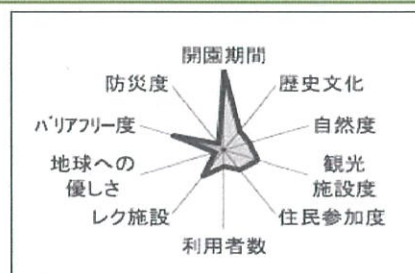 開園期間
防災度
歴史文化
バリアフリー度
自然度
地球への
優しさ
観光
施設度
レク施設
住民参加度
利用者数